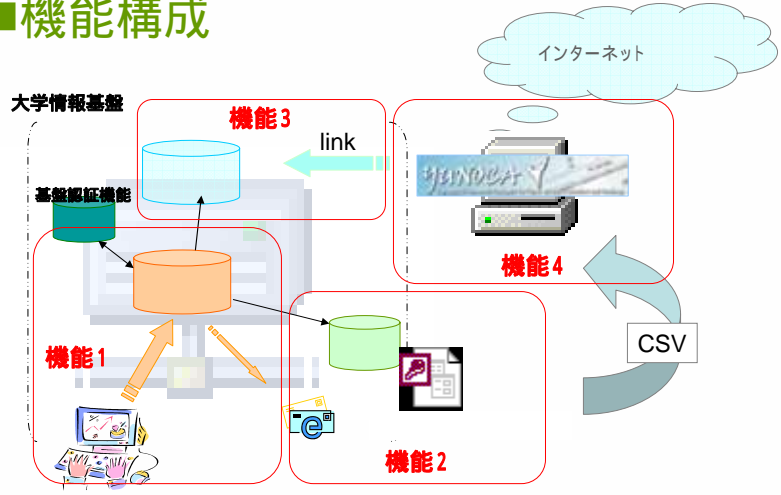 ■機能構成
インターネット
大学情報基盤
機能3
link
YUNOCA Y
基盤認証機能
機能4
CSV
機能1
機能2